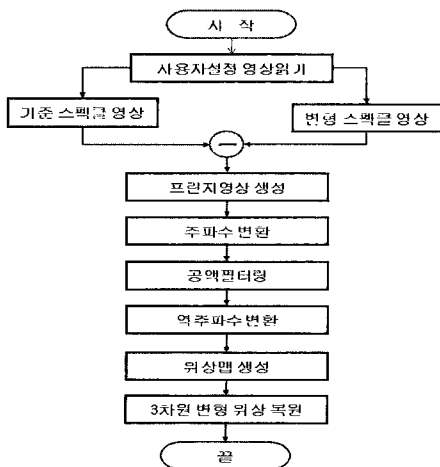 시 작
사용자설정 영상읽기
기준 스펙클 영상
변형 스펙클 영상
프린지영상 생성
주파수 변환
공액필터링
역주파수변환
위상맵 생성
3차원 변형 위상 복원
끝